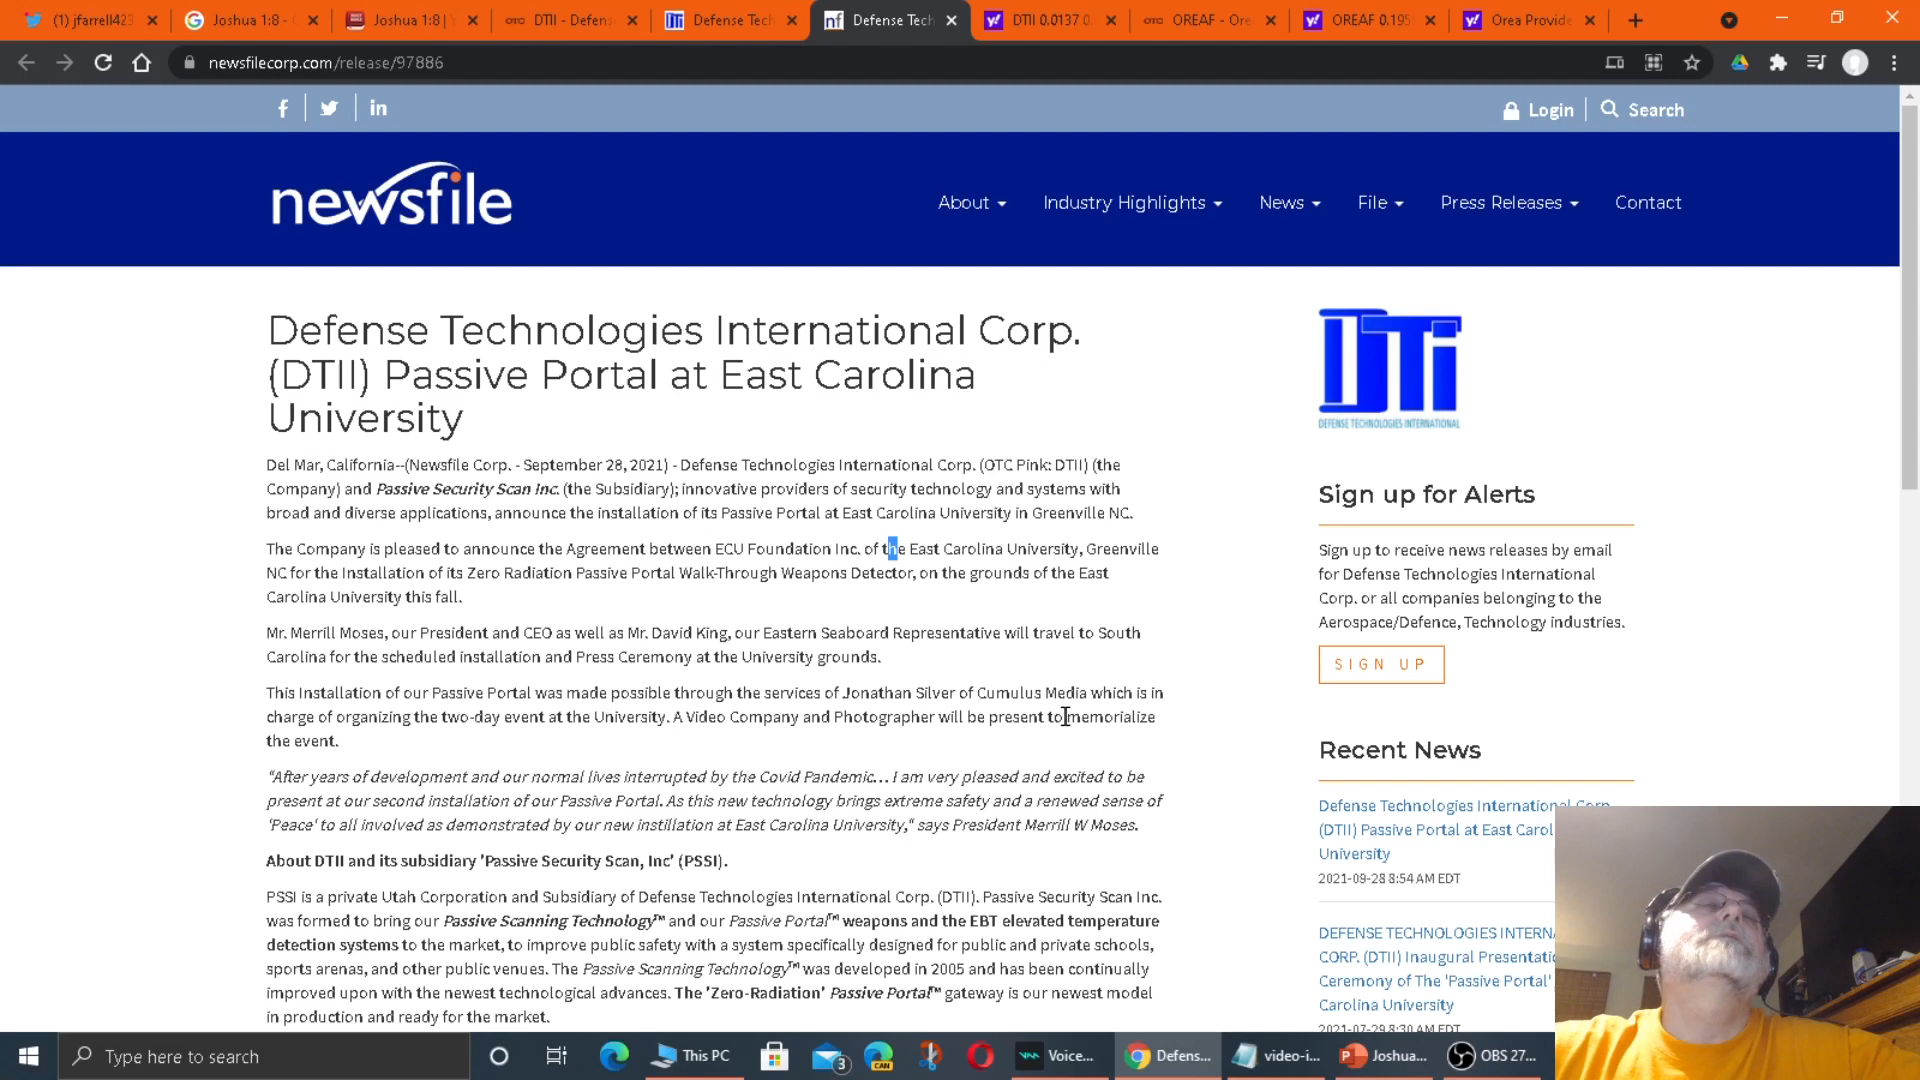 (1) jfarrell423
Joshua 1:8 -
Joshua 1:8 |
DTII - Defens
Defense Tech
Defense Tech
DTII 0.0137 0.
OREAF - Ore
OREAF 0.195
Orea Provide
newsfilecorp.com/release/97886
Login
Search
newsfile
About
Industry Highlights
News
File
Press Releases
Contact
Defense Technologies International Corp.
(DTII) Passive Portal at East Carolina
University
Del Mar, California--(Newsfile Corp. - September 28, 2021) - Defense Technologies International Corp. (OTC Pink: DTII) (the
Company) and Passive Security Scan Inc. (the Subsidiary); innovative providers of security technology and systems with
broad and diverse applications, announce the installation of its Passive Portal at East Carolina University in Greenville NC.
The Company is pleased to announce the Agreement between ECU Foundation Inc. of the East Carolina University, Greenville
NC for the Installation of its Zero Radiation Passive Portal Walk-Through Weapons Detector, on the grounds of the East
Carolina University this fall.
Mr. Merrill Moses, our President and CEO as well as Mr. David King, our Eastern Seaboard Representative will travel to South
Carolina for the scheduled installation and Press Ceremony at the University grounds.
This Installation of our Passive Portal was made possible through the services of Jonathan Silver of Cumulus Media which is in
charge of organizing the two-day event at the University. A Video Company and Photographer will be present to memorialize
the event.
"After years of development and our normal lives interrupted by the Covid Pandemic... I am very pleased and excited to be
present at our second installation of our Passive Portal. As this new technology brings extreme safety and a renewed sense of
'Peace' to all involved as demonstrated by our new instillation at East Carolina University," says President Merrill W Moses.
About DTII and its subsidiary 'Passive Security Scan, Inc' (PSSI).
PSSI is a private Utah Corporation and Subsidiary of Defense Technologies International Corp. (DTII). Passive Security Scan Inc.
was formed to bring our Passive Scanning Technology™ and our Passive Portal™ weapons and the EBT elevated temperature
detection systems to the market, to improve public safety with a system specifically designed for public and private schools,
sports arenas, and other public venues. The Passive Scanning Technology™ was developed in 2005 and has been continually
improved upon with the newest technological advances. The 'Zero-Radiation' Passive Portal™ gateway is our newest model
in production and ready for the market.
DTi
DEFENSE TECHNOLOGIES INTERNATIONAL
Sign up for Alerts
Sign up to receive news releases by email
for Defense Technologies International
Corp. or all companies belonging to the
Aerospace/Defence, Technology industries.
SIGN UP
Recent News
Defense Technologies International Corp.
(DTII) Passive Portal at East Carol
University
2021-09-28 8:54 AM EDT
DEFENSE TECHNOLOGIES INTERN
CORP. (DTII) Inaugural Presentatio
Ceremony of The 'Passive Portal'
Carolina University
2021-07-29 8:30 AM EDT
Type here to search
This PC
3
CAN
Voice...
Defens...
video-i...
Joshua...
OBS 27...